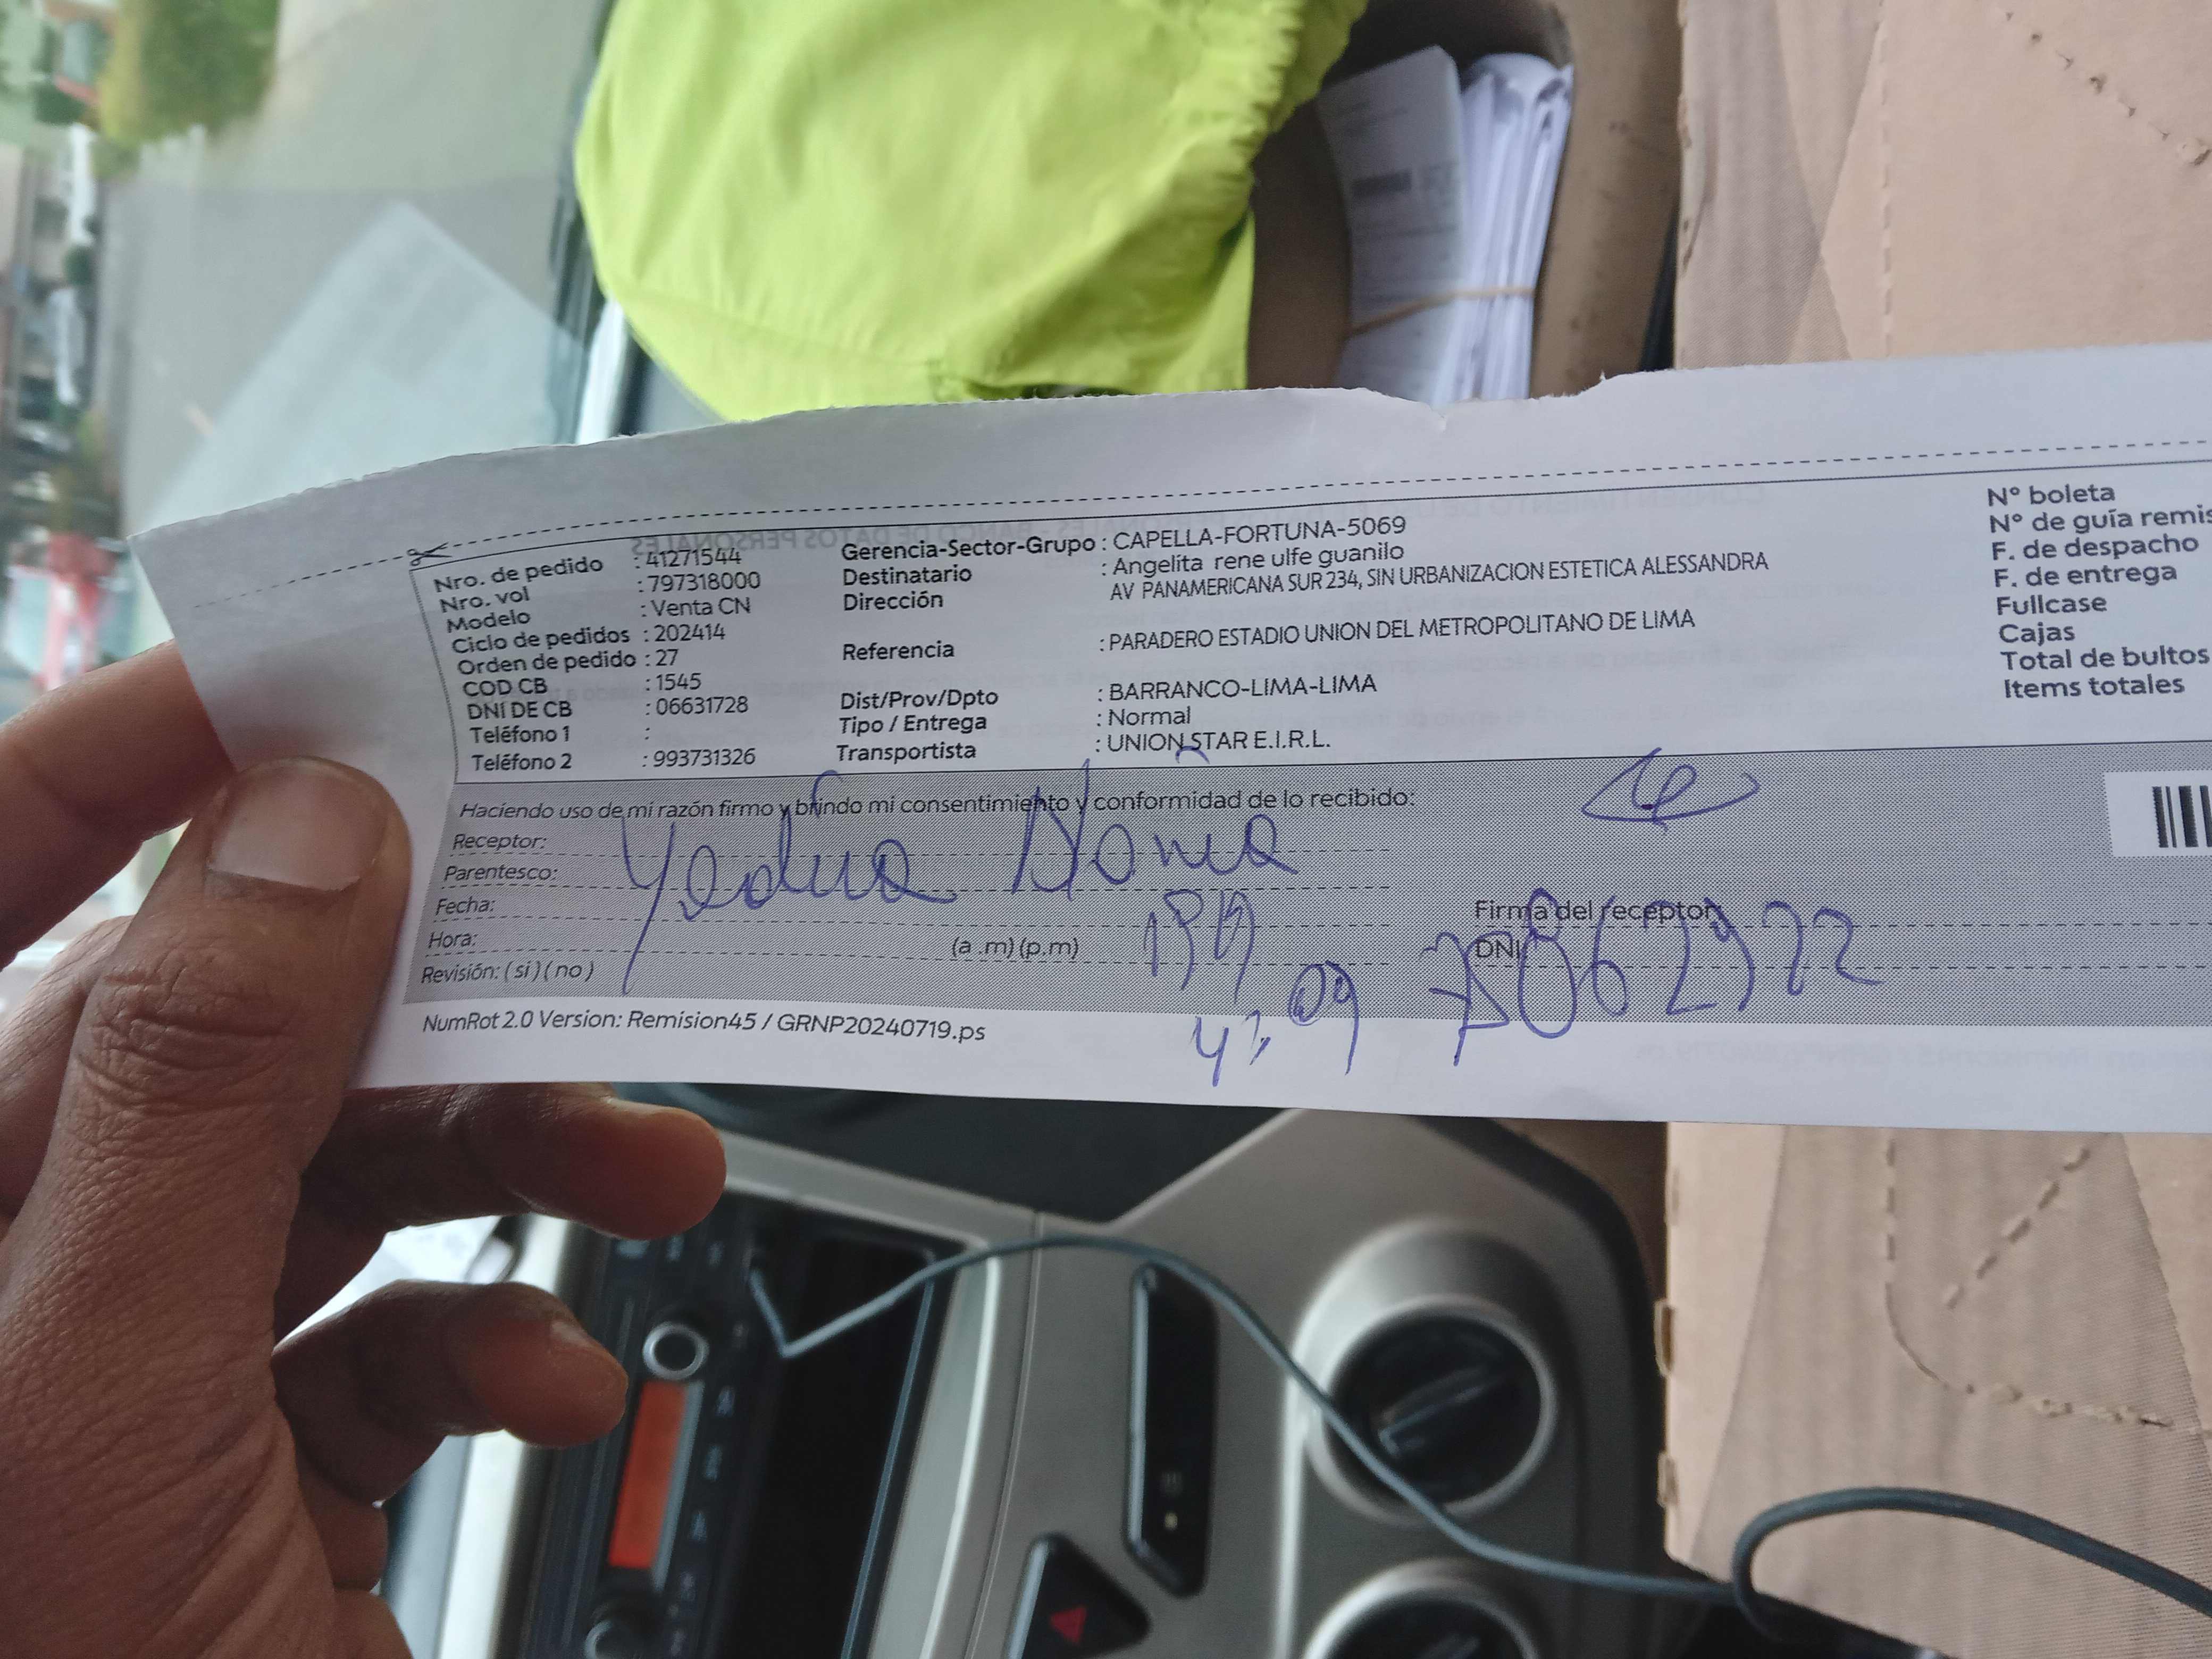 Nro. de pedido : 41271544
Nro. vol : 797318000
Modelo : Venta CN
Ciclo de pedidos : 202414
Orden de pedido : 27
COD CB : 1545
DNI DE CB : 06631728
Teléfono 1 :
Teléfono 2 : 993731326
Gerencia-Sector-Grupo : CAPELLA-FORTUNA-5069
Destinatario : Angelita rene ulfe guanilo
Dirección AV PANAMERICANA SUR 234, SIN URBANIZACION ESTETICA ALESSANDRA
Referencia : PARADERO ESTADIO UNION DEL METROPOLITANO DE LIMA
Dist/Prov/Dpto : BARRANCO-LIMA-LIMA
Tipo / Entrega : Normal
Transportista : UNION STAR E.I.R.L.
N° boleta
N° de guía remis
F. de despacho
F. de entrega
Fullcase
Cajas
Total de bultos
Items totales
Haciendo uso de mi razón firmo y brindo mi consentimiento y conformidad de lo recibido:
Receptor:
Parentesco:
Fecha:
Hora: (a .m) (p.m)
Revisión: ( si ) ( no )
Firma del receptor:
DNI
NumRot 2.0 Version: Remision45 / GRNP20240719.ps